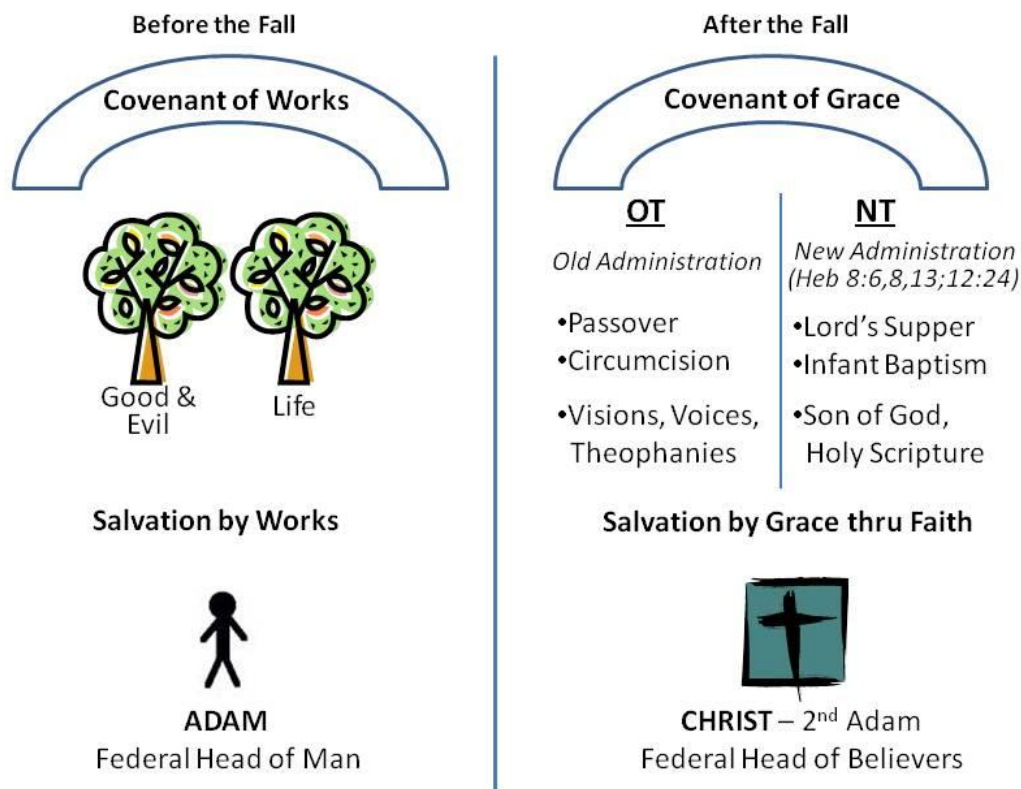 Before the Fall
Covenant of Works
Good &
Evil
Life
Salvation by Works
ADAM
Federal Head of Man
After the Fall
Covenant of Grace
OT
Old Administration
•Passover
•Circumcision
•Visions, Voices,
Theophanies
NT
New Administration
(Heb 8:6,8,13;12:24)
•Lord's Supper
•Infant Baptism
•Son of God,
Holy Scripture
Salvation by Grace thru Faith
CHRIST – 2nd Adam
Federal Head of Believers